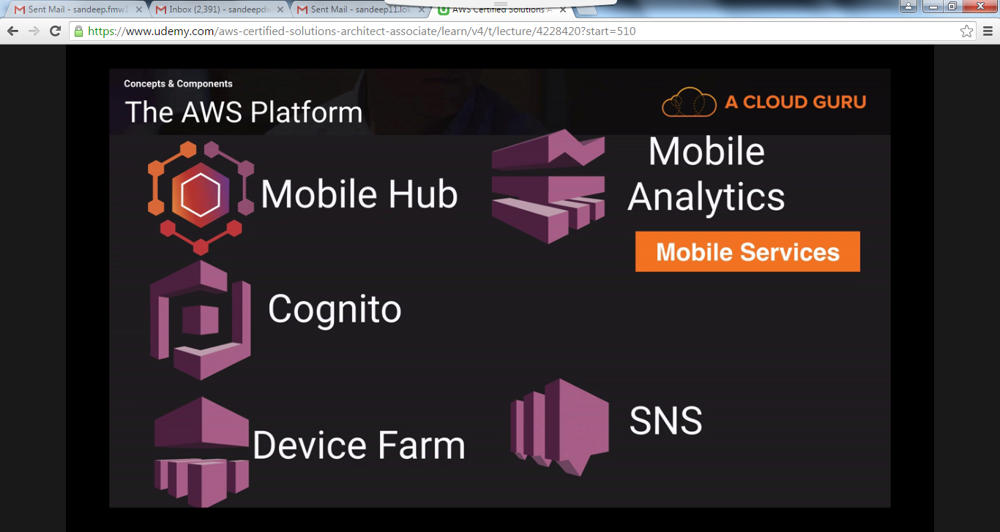 Sent Mail - sandeep.fmw1
Inbox (2,391) - sandeepd
Sent Mail - sandeep11.lok
AWS Certified Solutions A
https://www.udemy.com/aws-certified-solutions-architect-associate/learn/v4/t/lecture/4228420?start=510
Concepts & Components
The AWS Platform
A CLOUD GURU
Mobile Hub
Mobile
Analytics
Mobile Services
Cognito
Device Farm
SNS